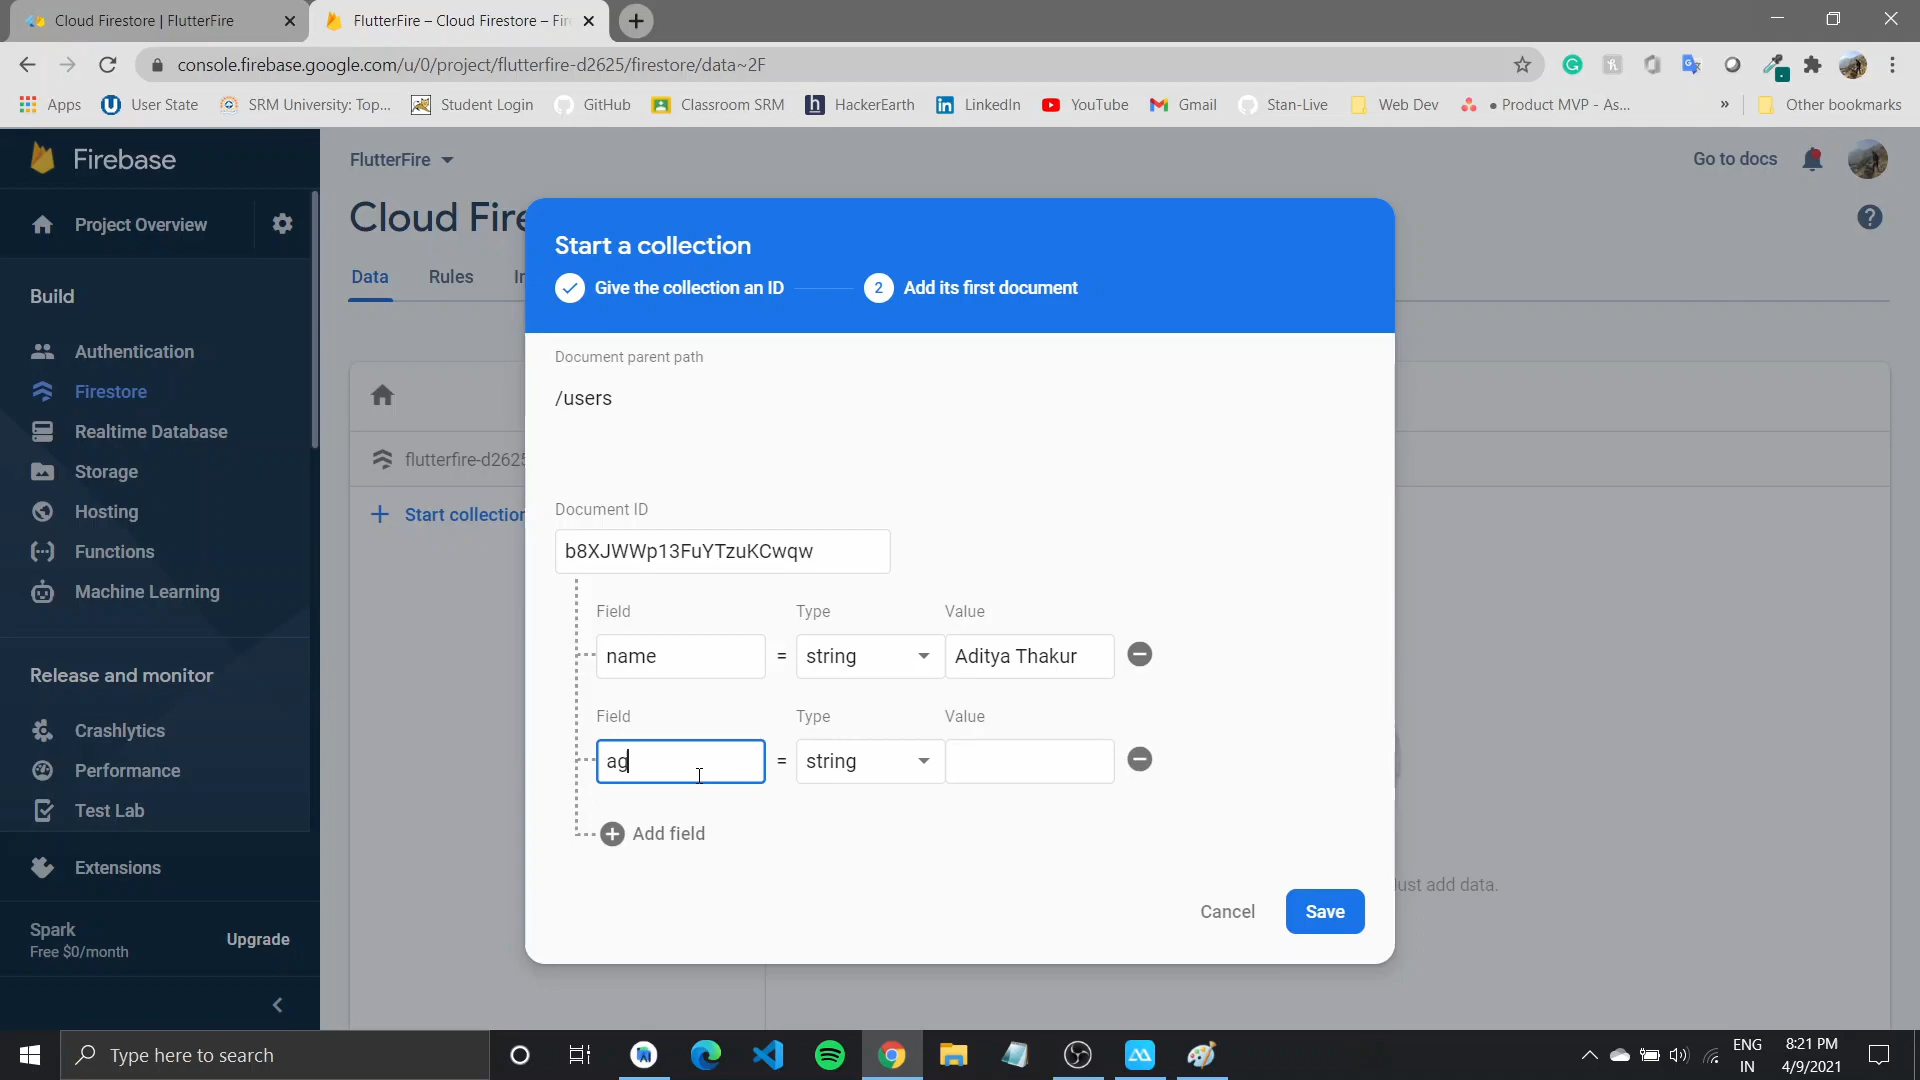 Cloud Firestore | FlutterFire
FlutterFire – Cloud Firestore – Fir
console.firebase.google.com/u/0/project/flutterfire-d2625/firestore/data~2F
Apps
User State
SRM University: Top...
Student Login
GitHub
Classroom SRM
HackerEarth
LinkedIn
YouTube
Gmail
Stan-Live
Web Dev
● Product MVP - As...
»
Other bookmarks
Firebase
Project Overview
Build
Authentication
Firestore
Realtime Database
Storage
Hosting
Functions
Machine Learning
Release and monitor
Crashlytics
Performance
Test Lab
Extensions
Spark
Free $0/month
Upgrade
FlutterFire
Go to docs
Cloud Fire
Data
Rules
In
flutterfire-d2625
Start collection
Start a collection
Give the collection an ID
2
Add its first document
Document parent path
/users
Document ID
b8XJWWp13FuYTzuKCwqw
Field
Type
Value
name
=
string
Aditya Thakur
Field
Type
Value
ag
=
string
Add field
Cancel
Save
ust add data.
Type here to search
ENG
IN
8:21 PM
4/9/2021